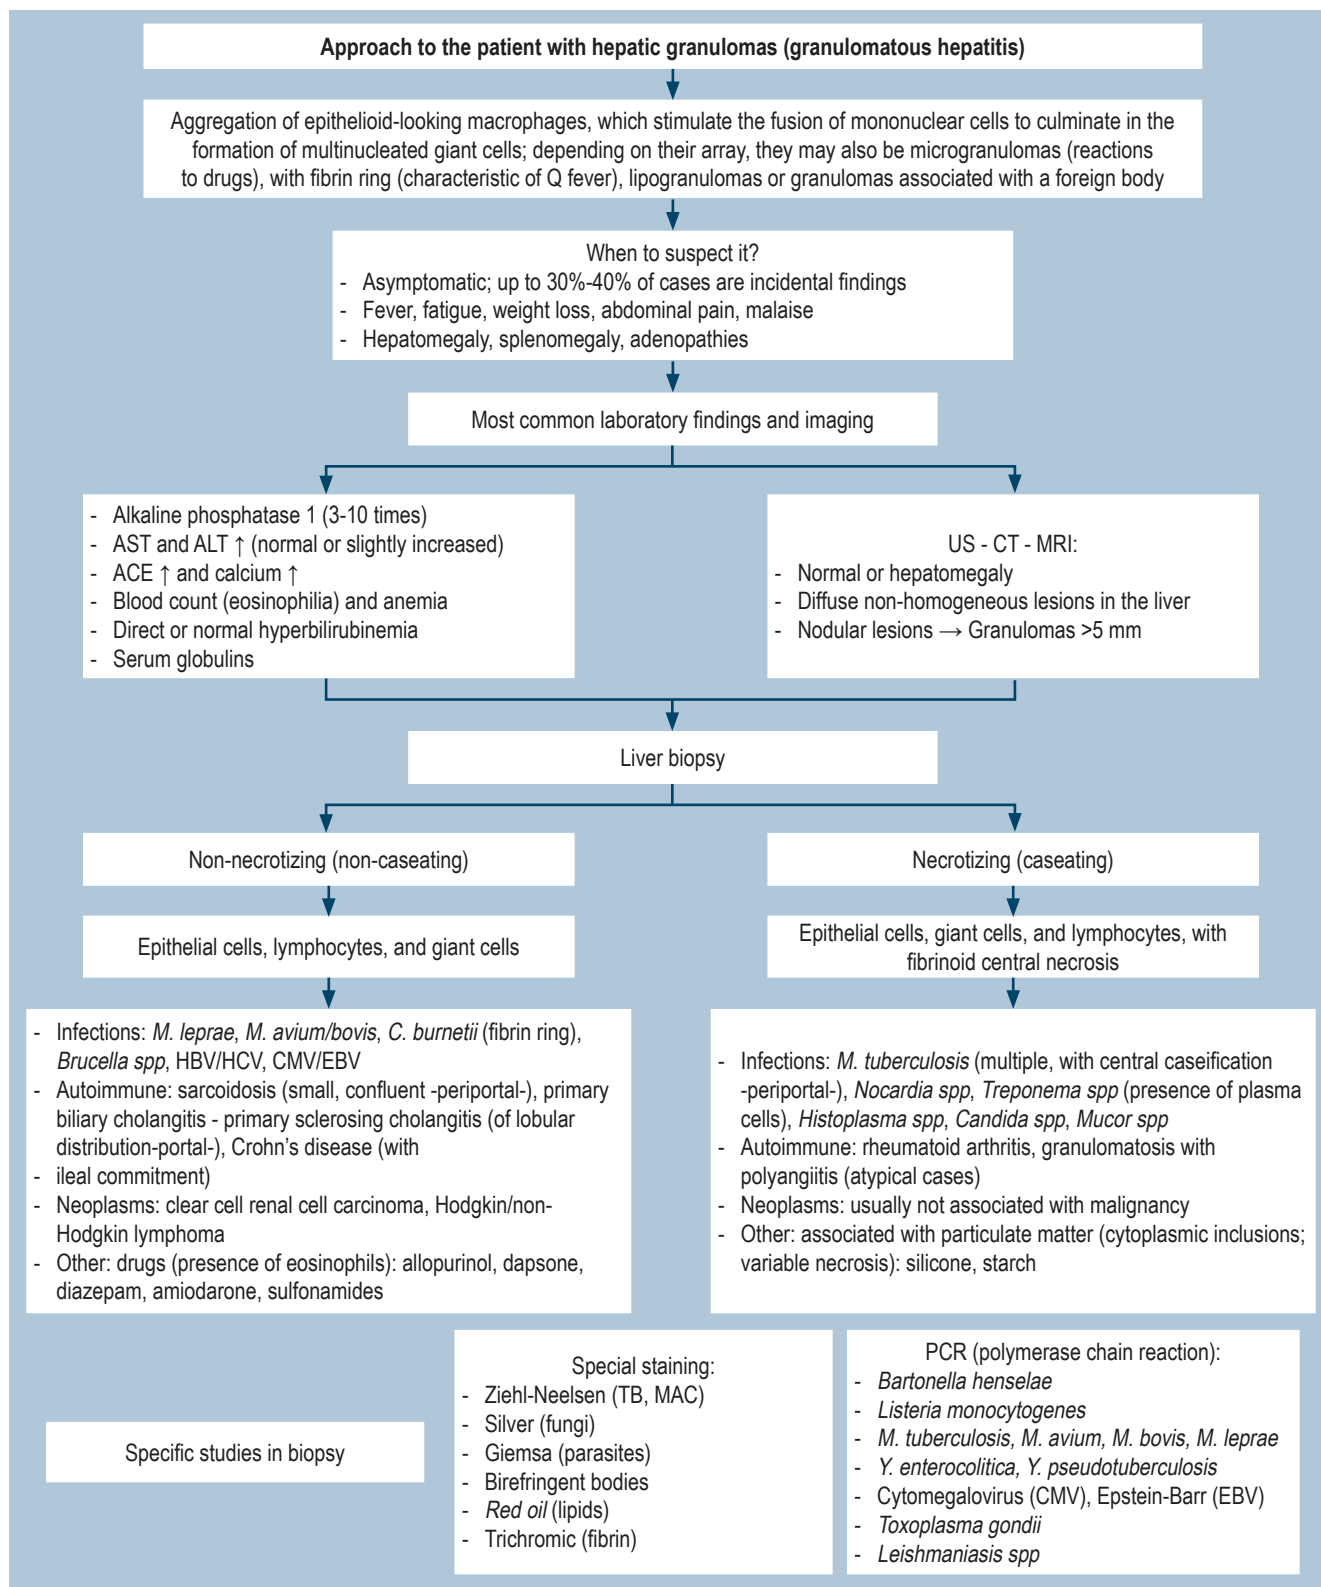 Approach to the patient with hepatic granulomas (granulomatous hepatitis)
Aggregation of epithelioid-looking macrophages, which stimulate the fusion of mononuclear cells to culminate in the
formation of multinucleated giant cells; depending on their array, they may also be microgranulomas (reactions
to drugs), with fibrin ring (characteristic of Q fever), lipogranulomas or granulomas associated with a foreign body
When to suspect it?
- Asymptomatic; up to 30%-40% of cases are incidental findings
- Fever, fatigue, weight loss, abdominal pain, malaise
- Hepatomegaly, splenomegaly, adenopathies
Most common laboratory findings and imaging
- Alkaline phosphatase 1 (3-10 times)
- AST and ALT ↑ (normal or slightly increased)
- ACE ↑ and calcium ↑
- Blood count (eosinophilia) and anemia
- Direct or normal hyperbilirubinemia
- Serum globulins
US - CT - MRI:
- Normal or hepatomegaly
- Diffuse non-homogeneous lesions in the liver
- Nodular lesions → Granulomas >5 mm
Liver biopsy
Non-necrotizing (non-caseating)
Epithelial cells, lymphocytes, and giant cells
- Infections: M. leprae, M. avium/bovis, C. burnetii (fibrin ring),
Brucella spp, HBV/HCV, CMV/EBV
- Autoimmune: sarcoidosis (small, confluent -periportal-), primary
biliary cholangitis - primary sclerosing cholangitis (of lobular
distribution-portal-), Crohn's disease (with
- ileal commitment)
- Neoplasms: clear cell renal cell carcinoma, Hodgkin/non-
Hodgkin lymphoma
- Other: drugs (presence of eosinophils): allopurinol, dapsone,
diazepam, amiodarone, sulfonamides
Necrotizing (caseating)
Epithelial cells, giant cells, and lymphocytes, with
fibrinoid central necrosis
- Infections: M. tuberculosis (multiple, with central caseification
-periportal-), Nocardia spp, Treponema spp (presence of plasma
cells), Histoplasma spp, Candida spp, Mucor spp
- Autoimmune: rheumatoid arthritis, granulomatosis with
polyangiitis (atypical cases)
- Neoplasms: usually not associated with malignancy
- Other: associated with particulate matter (cytoplasmic inclusions;
variable necrosis): silicone, starch
Specific studies in biopsy
Special staining:
- Ziehl-Neelsen (TB, MAC)
- Silver (fungi)
- Giemsa (parasites)
- Birefringent bodies
- Red oil (lipids)
- Trichromic (fibrin)
PCR (polymerase chain reaction):
- Bartonella henselae
- Listeria monocytogenes
- M. tuberculosis, M. avium, M. bovis, M. leprae
- Y. enterocolitica, Y. pseudotuberculosis
- Cytomegalovirus (CMV), Epstein-Barr (EBV)
- Toxoplasma gondii
- Leishmaniasis spp